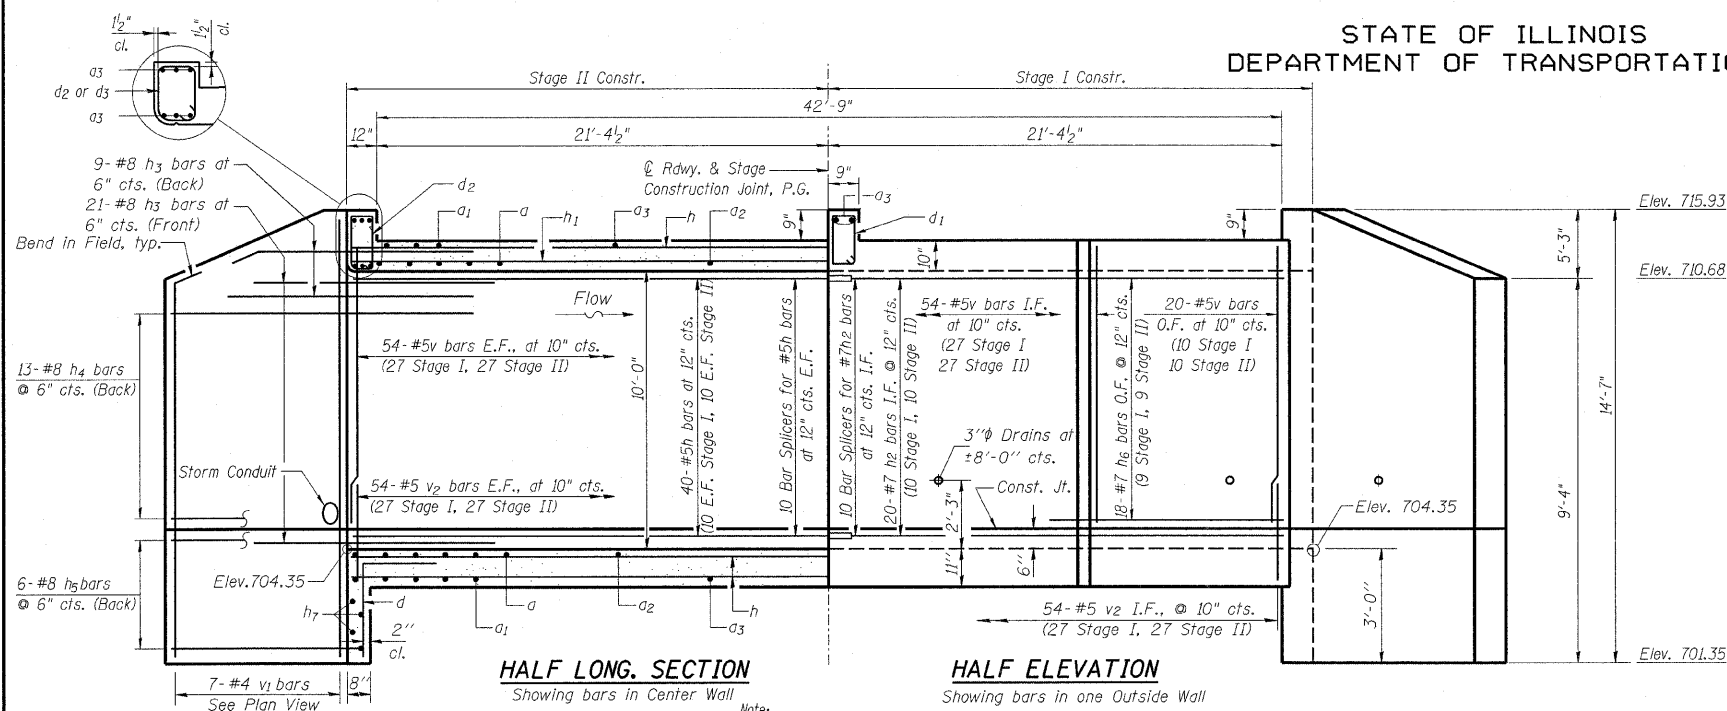 STATE OF ILLINOIS
DEPARTMENT OF TRANSPORTATI
1½"
cl.
1½"
cl.
a3
d2 or d3
a3
Stage II Constr.
Stage I Constr.
42'-9"
12"
21'-4½"
21'-4½"
9-#8 h3 bars at
6" cts. (Back)
21-#8 h3 bars at
6" cts. (Front)
Bend in Field, typ.
d2
℄ Rdwy. & Stage
Construction Joint, P.G.
9"
a3
a1
a
h1
a3
h
a2
9"
d1
9"
10"
Elev. 715.93
5'-3"
Elev. 710.68
Flow
13-#8 h4 bars
@ 6" cts. (Back)
54-#5v bars E.F., at 10" cts.
(27 Stage I, 27 Stage II)
10'-0"
40-#5h bars at 12" cts.
(10 E.F. Stage I, 10 E.F. Stage II)
10 Bar Splicers for #5h bars
at 12" cts. E.F.
10 Bar Splicers for #7h2 bars
at 12" cts. I.F.
20-#7 h2 bars I.F. @ 12" cts.
(10 Stage I, 10 Stage II)
54-#5v bars I.F.
at 10" cts.
(27 Stage I
27 Stage II)
18-#7 h6 bars O.F. @ 12" cts.
(9 Stage I, 9 Stage II)
20-#5v bars
O.F. at 10" cts.
(10 Stage I
10 Stage II)
14'-7"
3"ϕ Drains at
±8'-0" cts.
Storm Conduit
54-#5 v2 bars E.F., at 10" cts.
(27 Stage I, 27 Stage II)
Const. Jt.
2'-3"
Elev. 704.35
9'-4"
6-#8 h5 bars
@ 6" cts. (Back)
Elev. 704.35
11"
6"
3'-0"
h7
d
a
a2
h
a1
a3
2"
cl.
54-#5 v2 I.F., @ 10" cts.
(27 Stage I, 27 Stage II)
Elev. 701.35
7-#4 v1 bars
See Plan View
8"
HALF LONG. SECTION
Showing bars in Center Wall
HALF ELEVATION
Showing bars in one Outside Wall
Note: